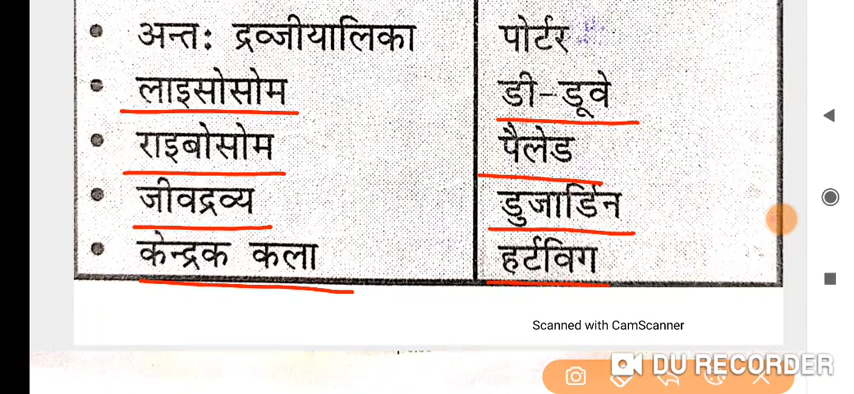 • अन्त: द्रव्जीयालिका पोर्टर
• लाइसोसोम डी-डूवे
• राइबोसोम पैलेड
• जीवद्रव्य डुजार्डिन
• केन्द्रक कला हर्टविग
Scanned with CamScanner
DU RECORDER